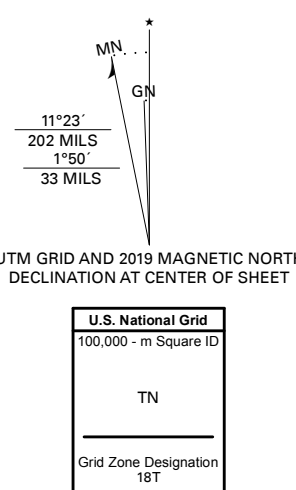 ★
MN
GN
11°23´
202 MILS
1°50´
33 MILS
UTM GRID AND 2019 MAGNETIC NORTH
DECLINATION AT CENTER OF SHEET
U.S. National Grid
100,000 - m Square ID
TN
Grid Zone Designation
18T